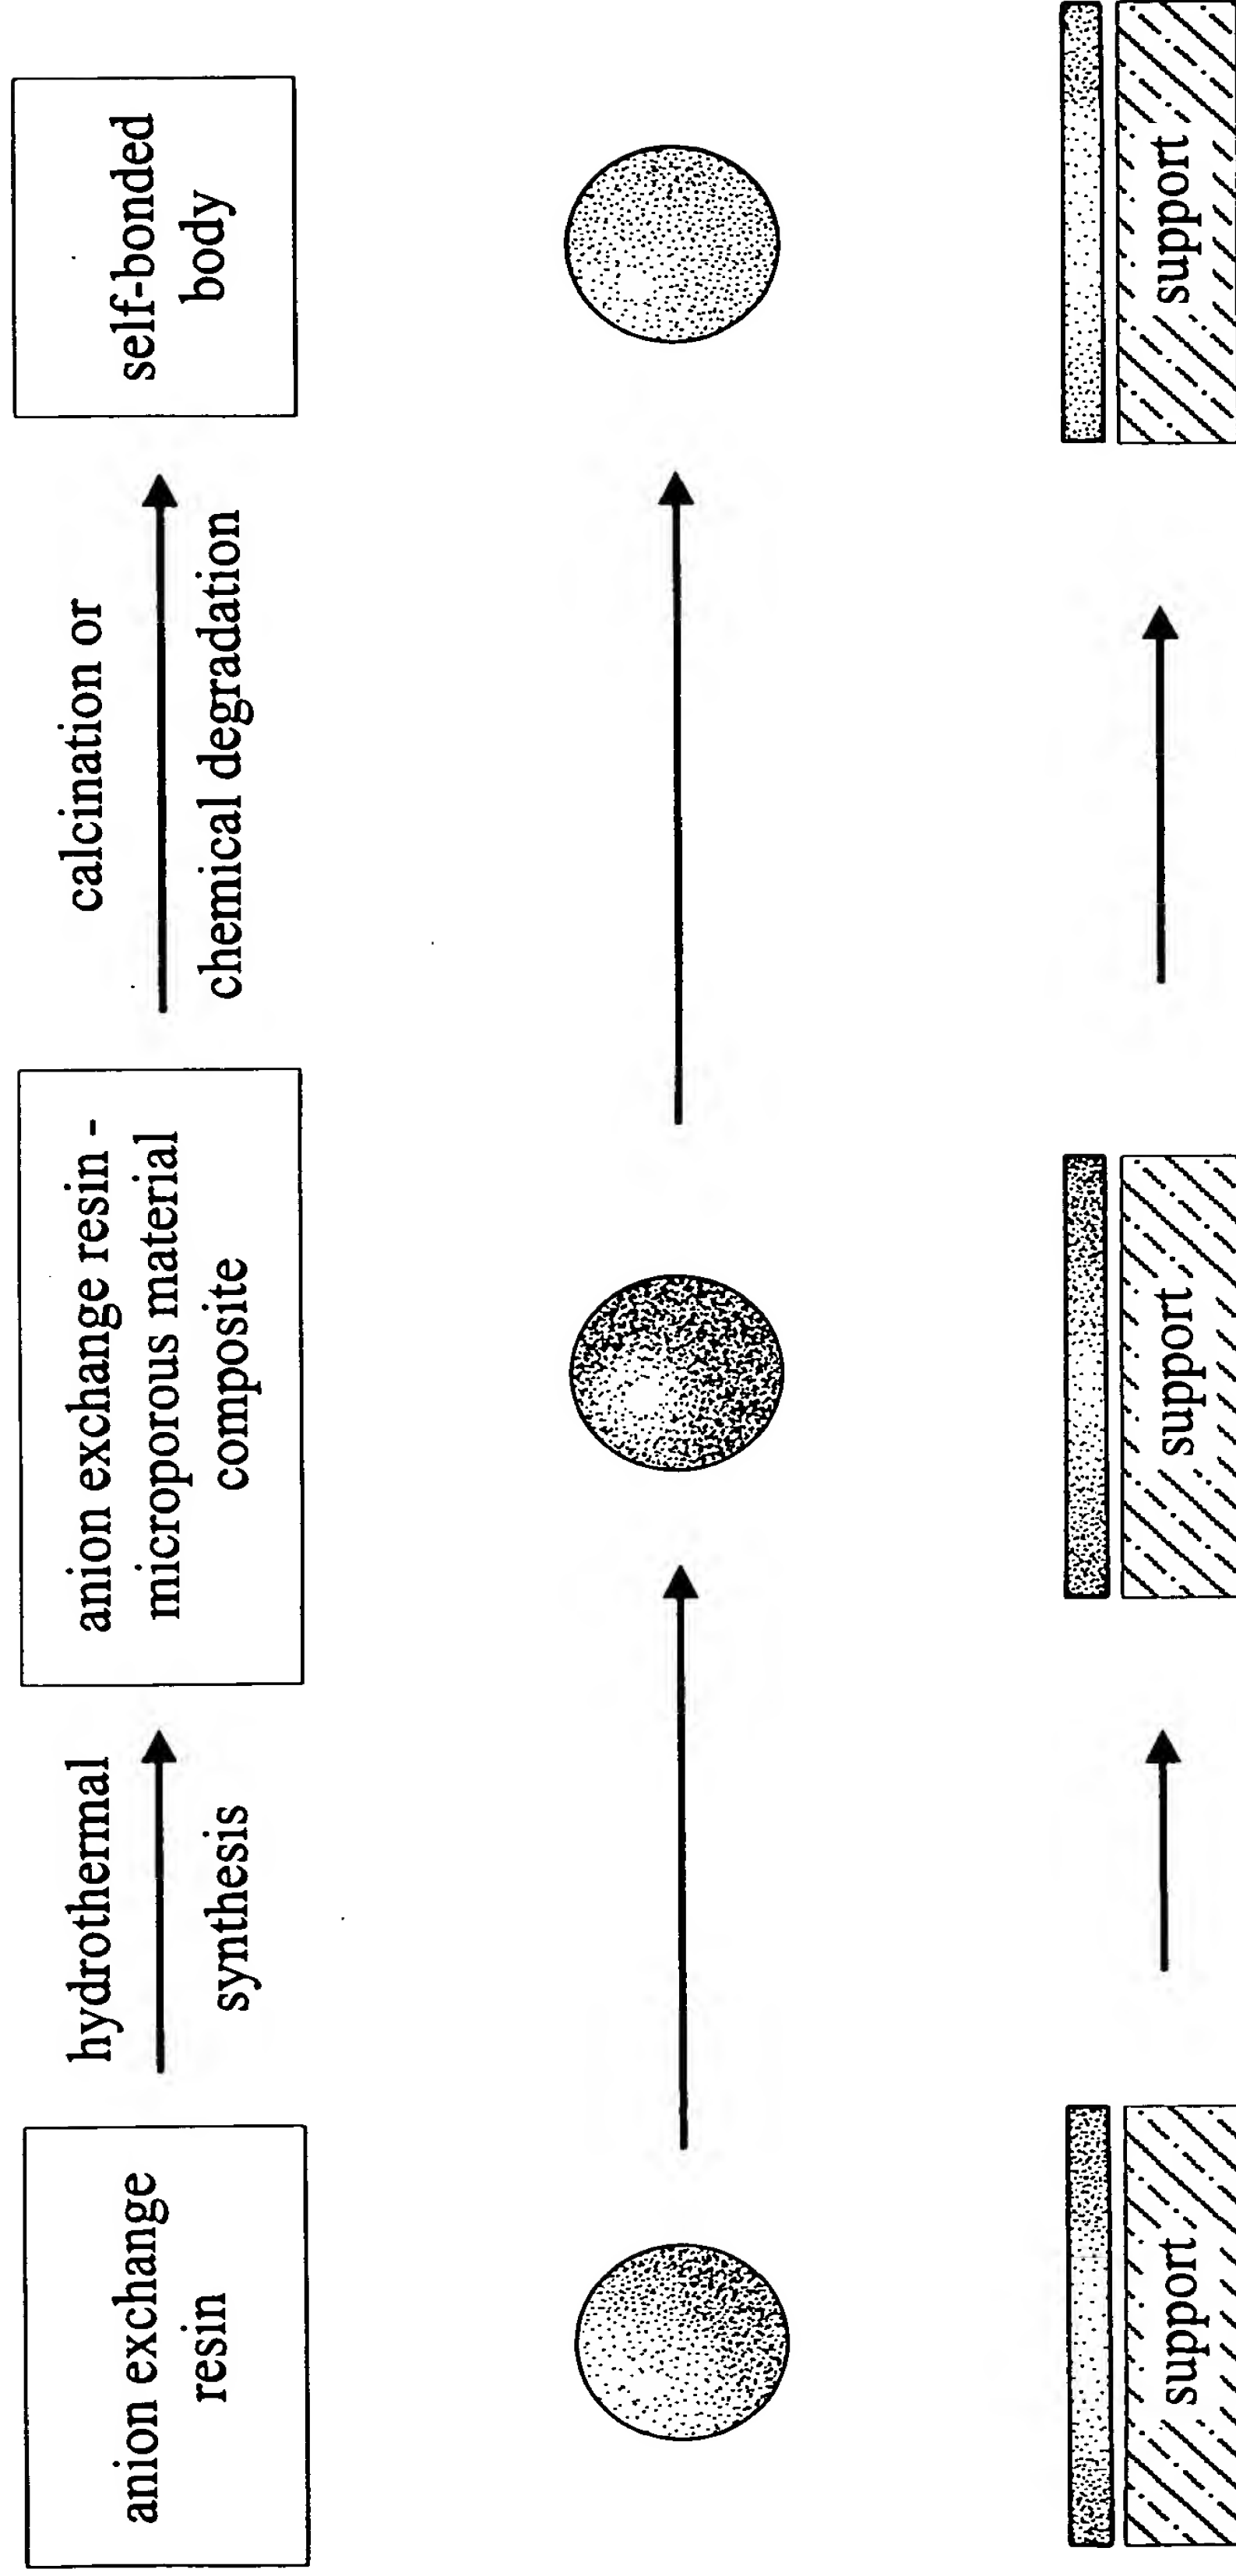 anion exchange
resin
hydrothermal
synthesis
anion exchange resin -
microporous material
composite
calcination or
chemical degradation
self-bonded
body
support
support
support